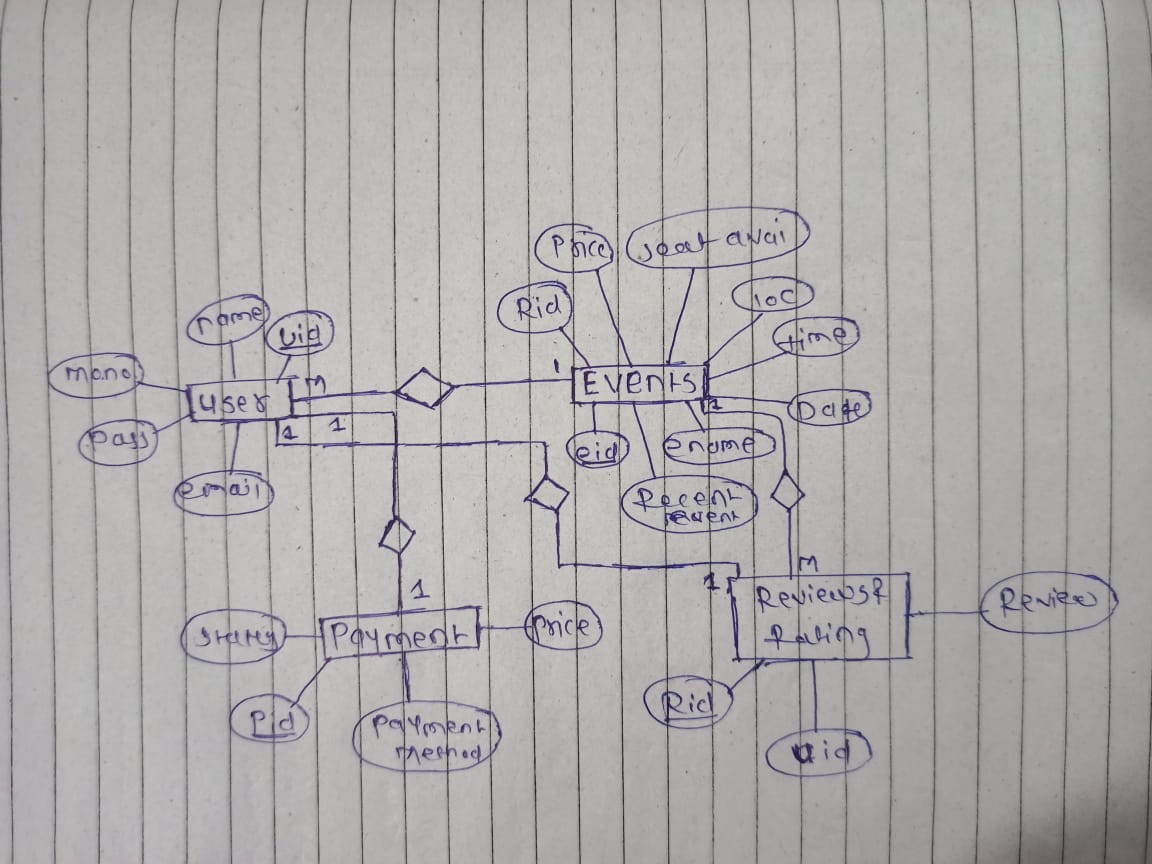 Price
seat avai
Rid
loc
name
uid
time
mono
M
1
user
Events
Date
1
1
1
pass
eid
ename
email
Recent
event
1
M
1
Reviews &
Rating
Review
status
Payment
Price
Pid
Payment
method
Rid
uid